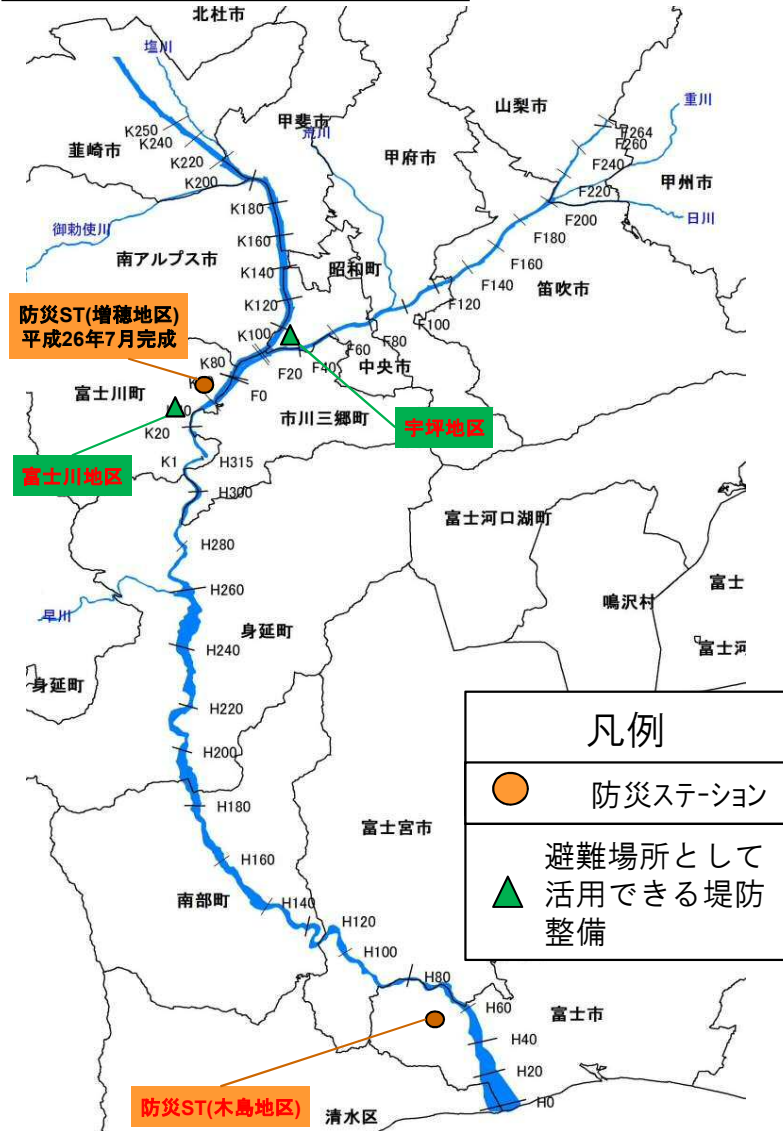 北杜市
塩川
山梨市
重川
甲斐市
荒川
甲府市
韮崎市
K250
K240
K220
K200
F264
F260
F240
F220
甲州市
F200
日川
御勅使川
K180
K160
K140
K120
K100
南アルプス市
昭和町
F180
F160
F140
F120
F100
笛吹市
防災ST(増穂地区)
平成26年7月完成
K80
F80
F60
F40
F20
F0
中央市
富士川町
市川三郷町
宇坪地区
K20
K1
富士川地区
H315
H300
富士河口湖町
H280
H260
鳴沢村
富士
早川
身延町
H240
富士河
身延町
H220
H200
H180
凡例
防災ステーション
避難場所として
活用できる堤防
整備
富士宮市
H160
南部町
H140
H120
H100
H80
H60
富士市
H40
H20
H0
防災ST(木島地区)
清水区